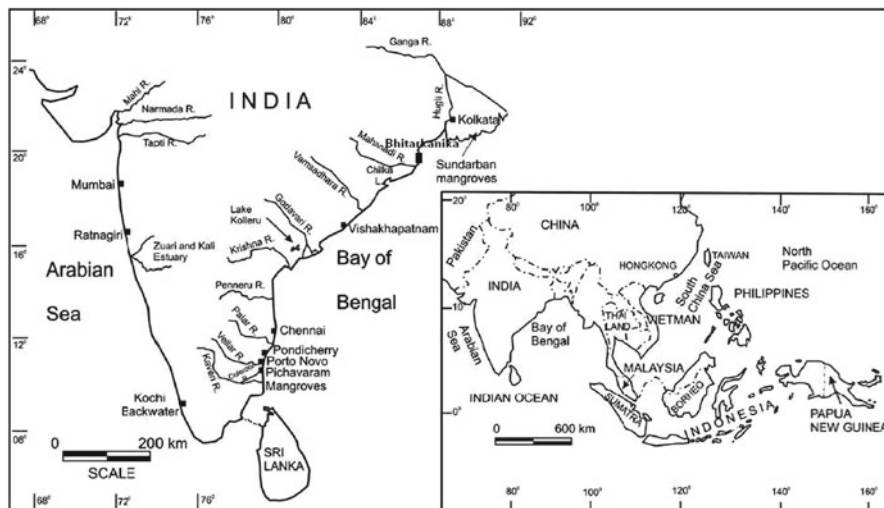 68°
72°
76°
80°
84°
88°
92°
24°
20°
16°
12°
08°
Ganga R.
Hugli R.
Kolkata
Sundarban
mangroves
INDIA
Mahi R.
Narmada R.
Tapti R.
Bhitarkanika
Mahanadi R.
Chilka
L.
Vamsadhara R.
Mumbai
Godavari R.
Lake
Kolleru
Vishakhapatnam
Ratnagiri
Zuari and Kali
Estuary
Krishna R.
Arabian
Sea
Bay of
Bengal
Penneru R.
Palar R.
Chennai
Vellar R.
Pondicherry
Porto Novo
Pichavaram
Mangroves
Kochi
Backwater
0
200 km
SCALE
SRI
LANKA
68°
72°
76°
20°
80°
100°
120°
140°
160°
CHINA
Pakistan
INDIA
HONGKONG
TAIWAN
North
Pacific Ocean
South
China Sea
PHILIPPINES
10°
Arabian
Sea
Bay of
Bengal
THAI
LAND
VIETMAN
MALAYSIA
INDIAN OCEAN
SUMATRA
BORNEO
INDONESIA
PAPUA
NEW GUINEA
0°
0
600 km
80°
100°
120°
140°
160°